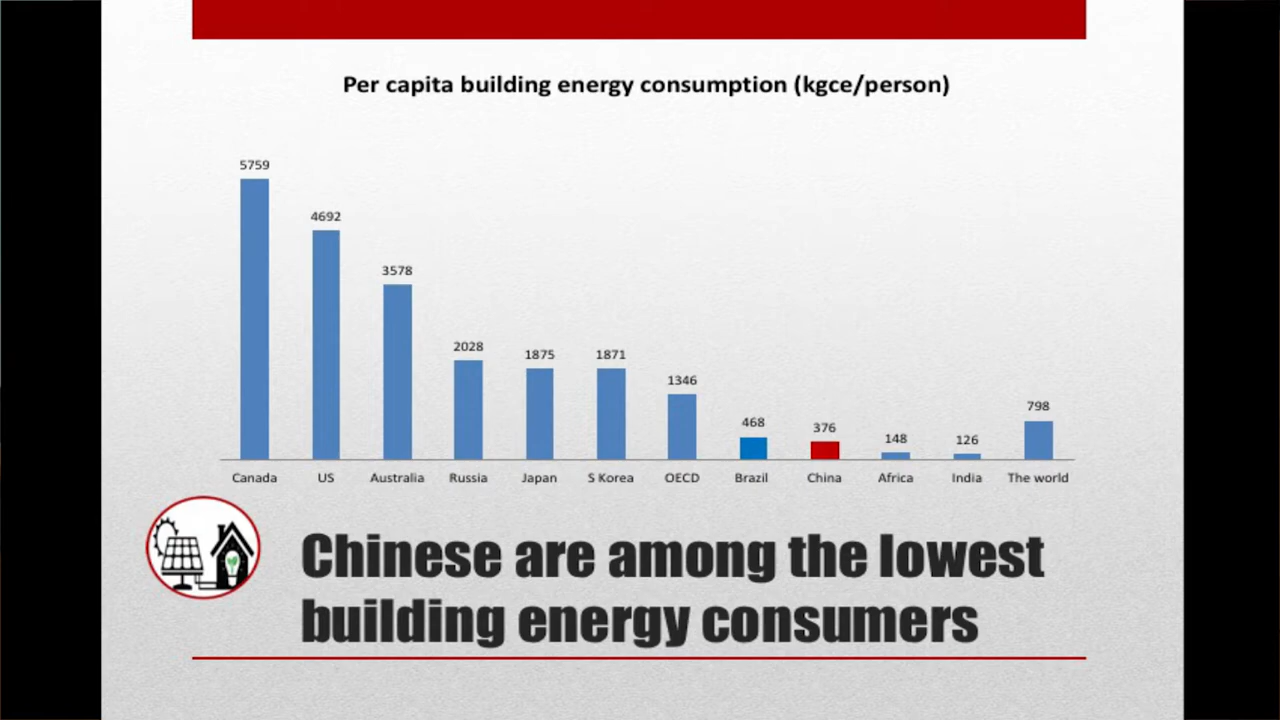 Per capita building energy consumption (kgce/person)
5759
4692
3578
2028
1875
1871
1346
468
376
148
126
798
Canada
US
Australia
Russia
Japan
S Korea
OECD
Brazil
China
Africa
India
The world
Chinese are among the lowest
building energy consumers